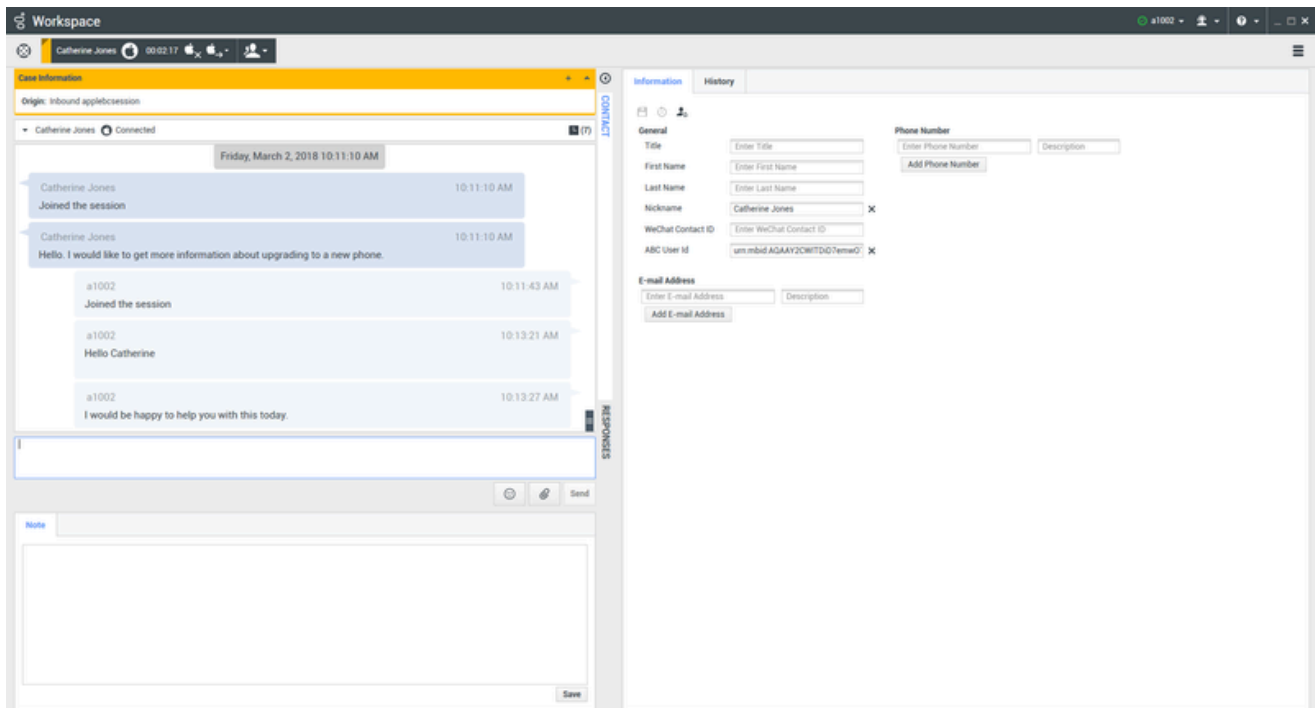 Workspace
a1002
Catherine Jones 00:02:17
Case Information
Origin: Inbound applebcsession
Catherine Jones Connected (7)
Friday, March 2, 2018 10:11:10 AM
Catherine Jones 10:11:10 AM
Joined the session
Catherine Jones 10:11:10 AM
Hello. I would like to get more information about upgrading to a new phone.
a1002 10:11:43 AM
Joined the session
a1002 10:13:21 AM
Hello Catherine
a1002 10:13:27 AM
I would be happy to help you with this today.
Send
Note
Save
CONTACT
RESPONSES
Information History
General
Title Enter Title
First Name Enter First Name
Last Name Enter Last Name
Nickname Catherine Jones
WeChat Contact ID Enter WeChat Contact ID
ABC User Id
E-mail Address
Enter E-mail Address Description
Add E-mail Address
Phone Number
Enter Phone Number Description
Add Phone Number